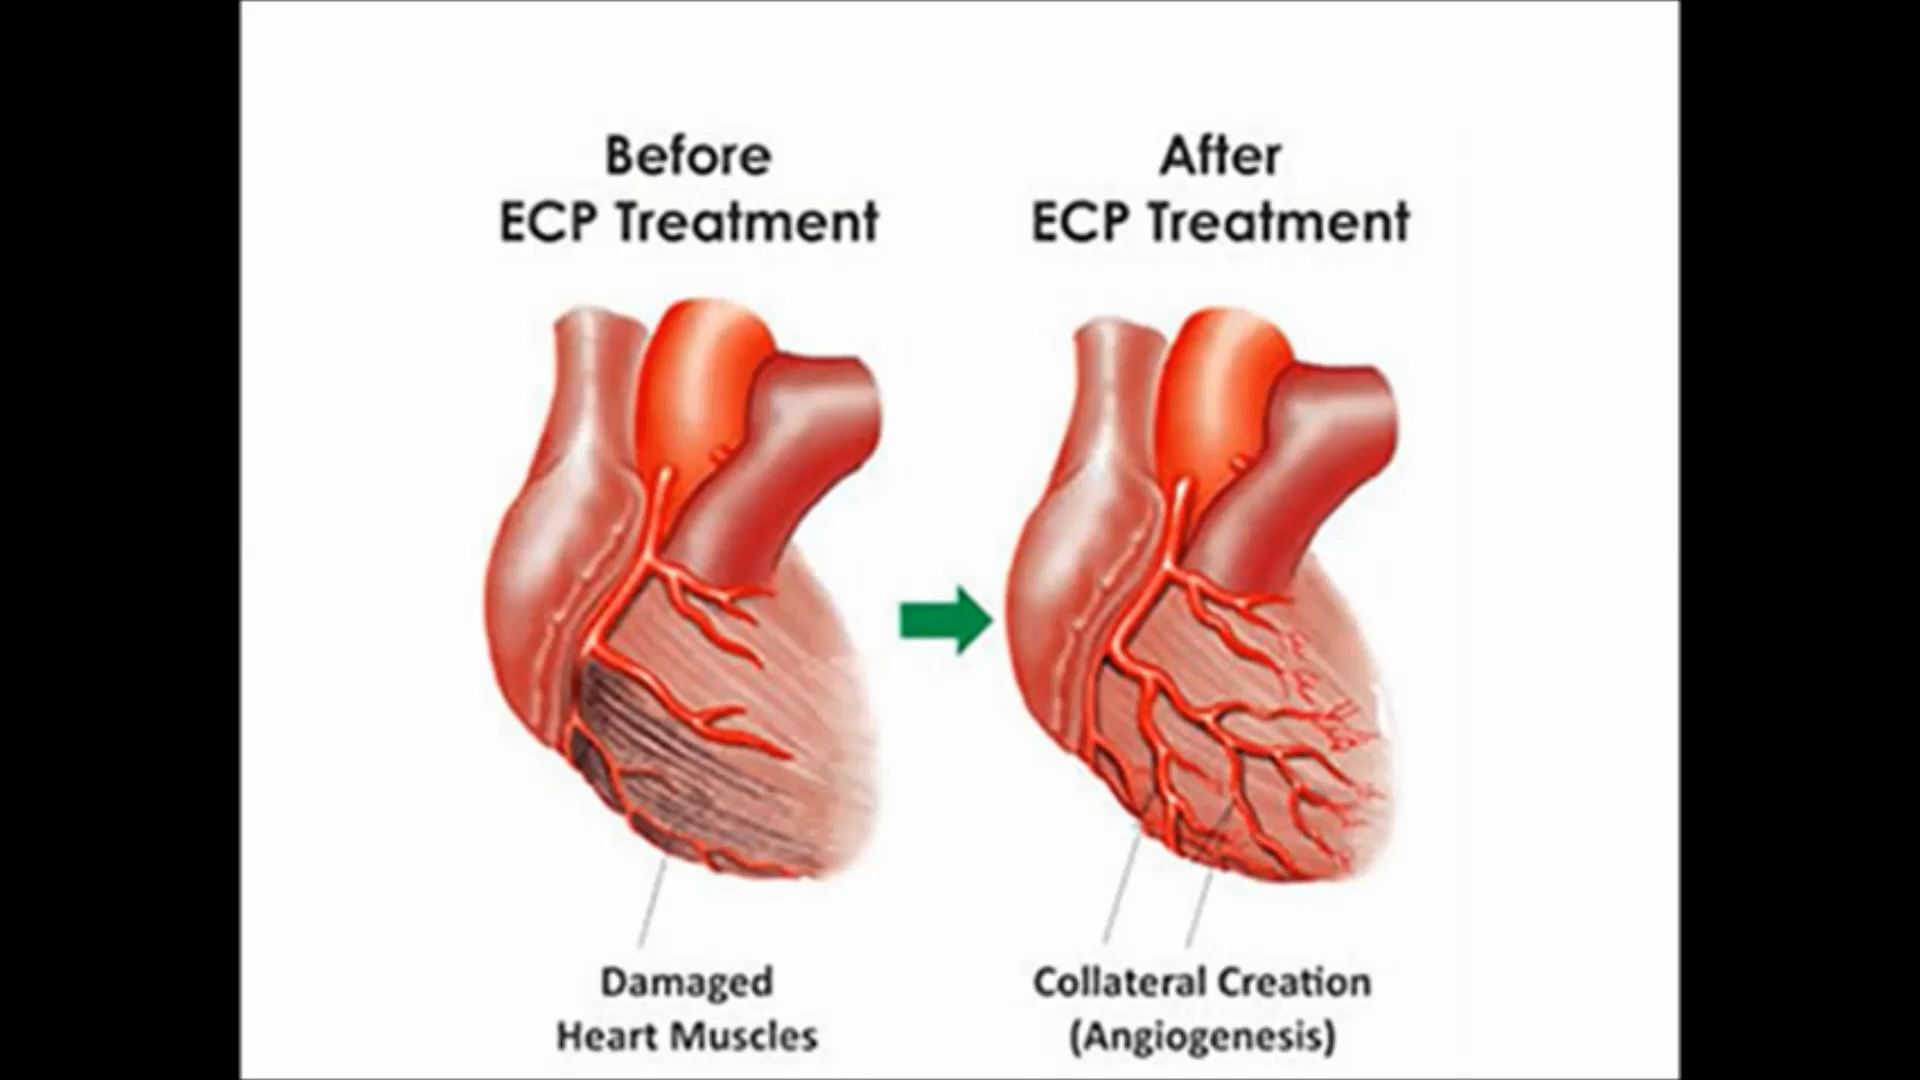 Before
ECP Treatment
After
ECP Treatment
Damaged
Heart Muscles
Collateral Creation
(Angiogenesis)